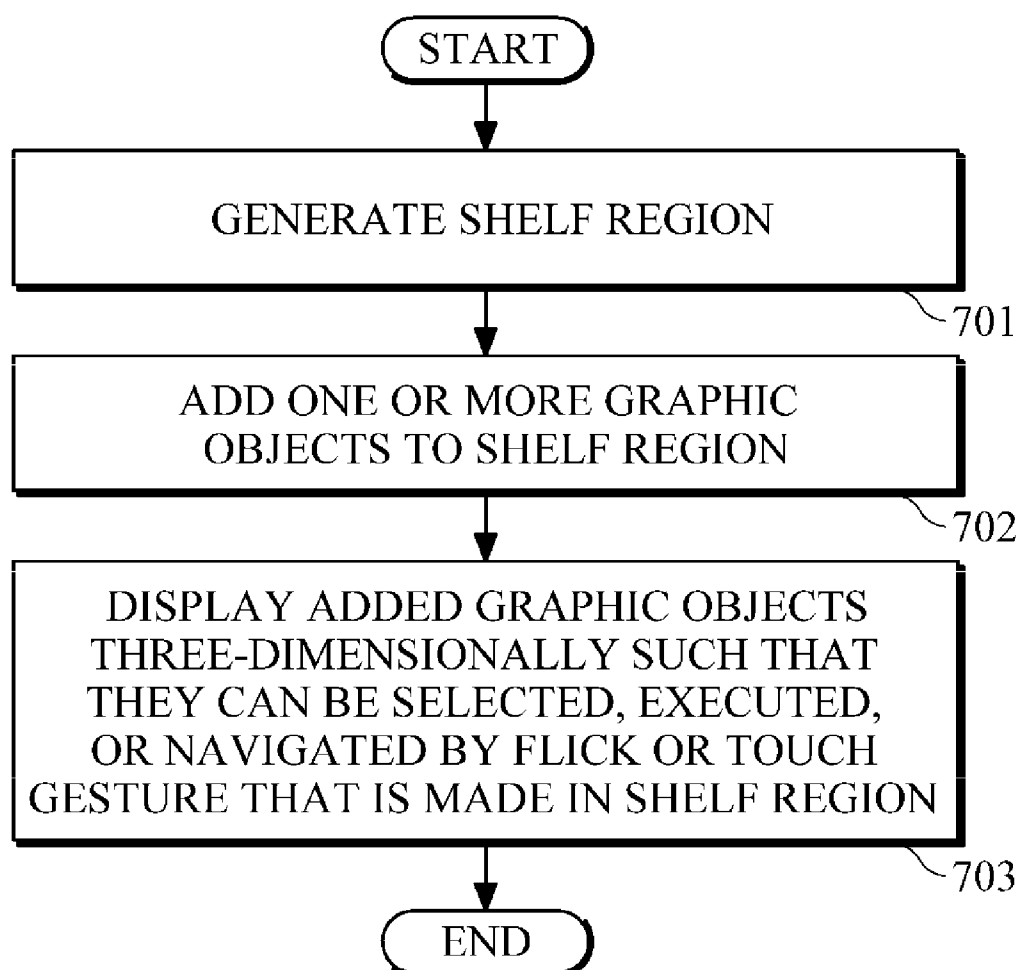 START
GENERATE SHELF REGION
701
ADD ONE OR MORE GRAPHIC
OBJECTS TO SHELF REGION
702
DISPLAY ADDED GRAPHIC OBJECTS
THREE-DIMENSIONALLY SUCH THAT
THEY CAN BE SELECTED, EXECUTED,
OR NAVIGATED BY FLICK OR TOUCH
GESTURE THAT IS MADE IN SHELF REGION
703
END